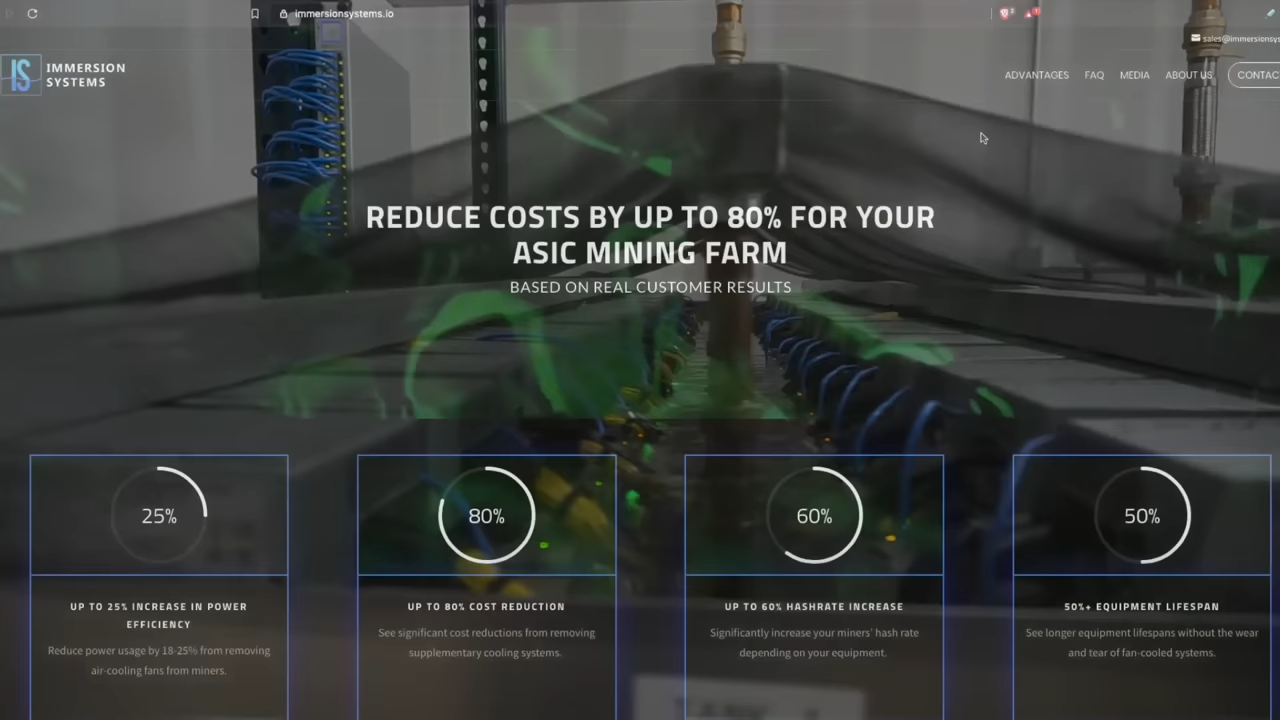 immersionsystems.io
sales@immersionsys
IS IMMERSION
SYSTEMS
ADVANTAGES FAQ MEDIA ABOUT US CONTAC
REDUCE COSTS BY UP TO 80% FOR YOUR
ASIC MINING FARM
BASED ON REAL CUSTOMER RESULTS
25% 80% 60% 50%
UP TO 25% INCREASE IN POWER
EFFICIENCY
Reduce power usage by 18-25% from removing
air-cooling fans from miners.
UP TO 80% COST REDUCTION
See significant cost reductions from removing
supplementary cooling systems.
UP TO 60% HASHRATE INCREASE
Significantly increase your miners' hash rate
depending on your equipment.
50%+ EQUIPMENT LIFESPAN
See longer equipment lifespans without the wear
and tear of fan-cooled systems.